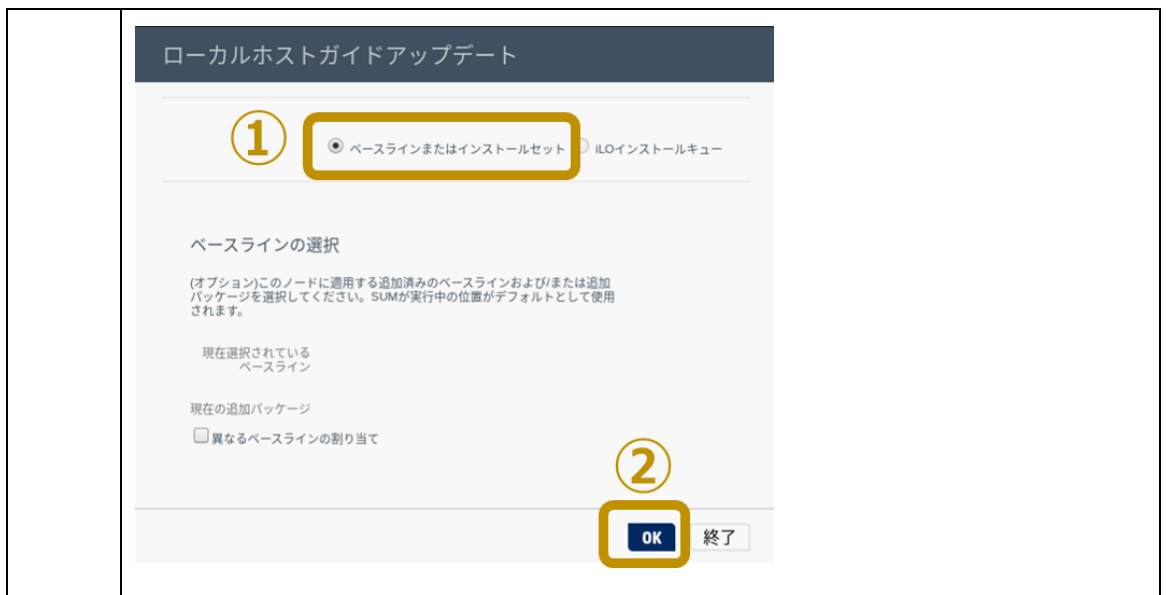 ローカルホストガイドアップデート
① ベースラインまたはインストールセット iLOインストールキュー
ベースラインの選択
(オプション)このノードに適用する追加済みのベースラインおよび/または追加
パッケージを選択してください。SUMが実行中の位置がデフォルトとして使用
されます。
現在選択されている
ベースライン
現在の追加パッケージ
異なるベースラインの割り当て
②
OK 終了